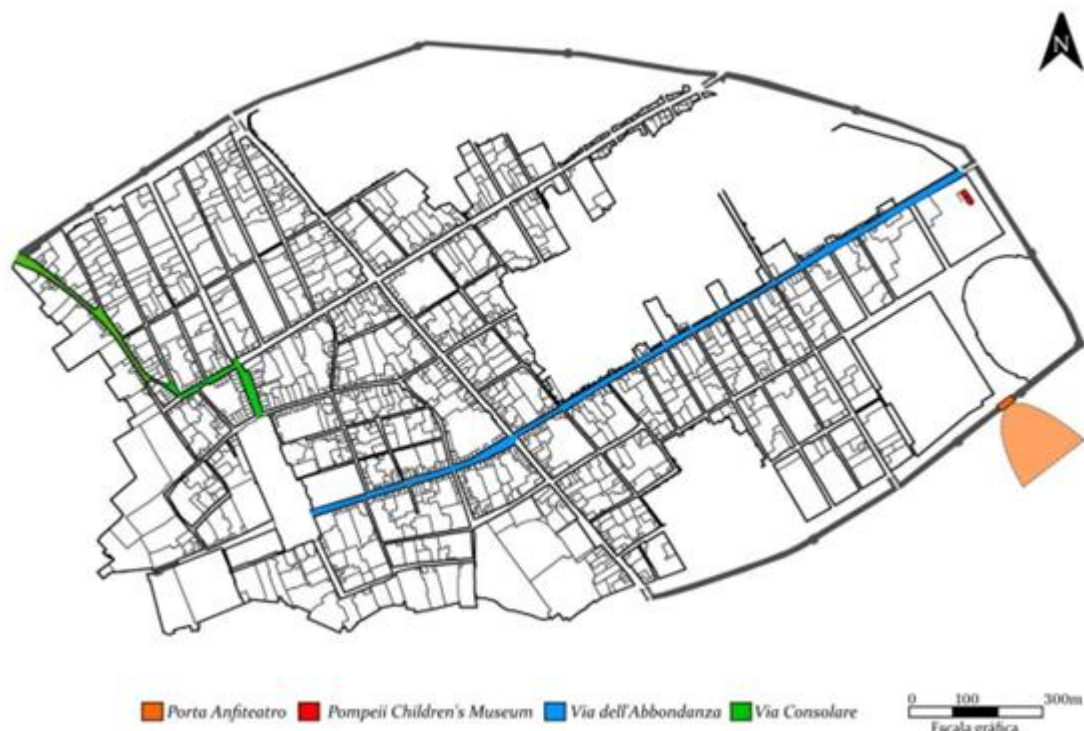 N
Porta Anfiteatro Pompeii Children's Museum Via dell'Abbondanza Via Consolare
0 100 300m
Escala gráfica